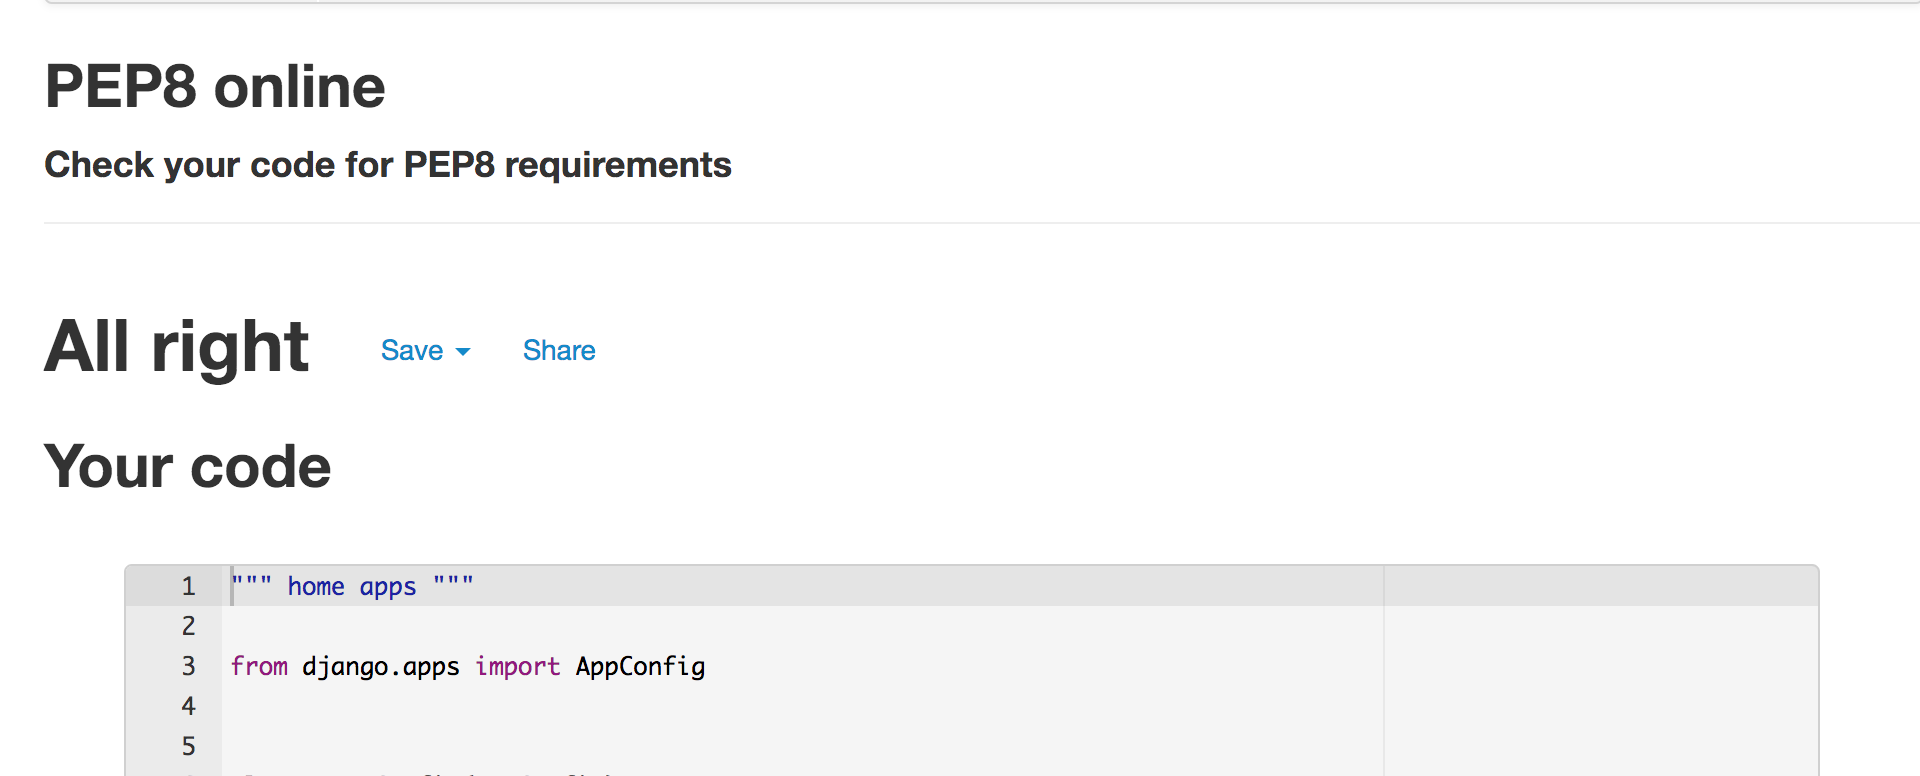 PEP8 online
Check your code for PEP8 requirements
All right Save Share
Your code
1 """ home apps """
2
3 from django.apps import AppConfig
4
5